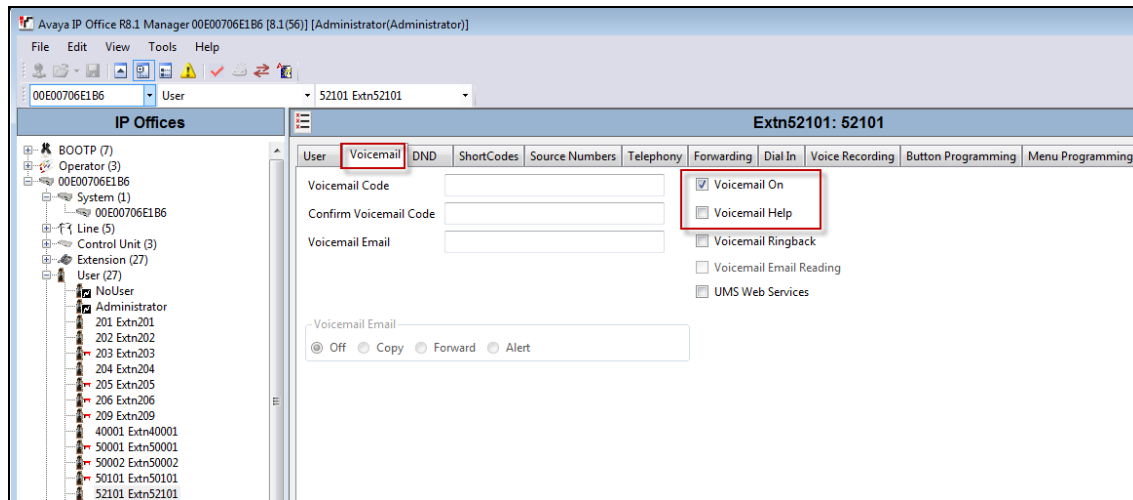 Avaya IP Office R8.1 Manager 00E00706E1B6 [8.1(56)] [Administrator(Administrator)]
File Edit View Tools Help
00E00706E1B6 User 52101 Extn52101
IP Offices
BOOTP (7)
Operator (3)
00E00706E1B6
System (1)
00E00706E1B6
Line (5)
Control Unit (3)
Extension (27)
User (27)
NoUser
Administrator
201 Extn201
202 Extn202
203 Extn203
204 Extn204
205 Extn205
206 Extn206
209 Extn209
40001 Extn40001
50001 Extn50001
50002 Extn50002
50101 Extn50101
52101 Extn52101
Extn52101: 52101
User Voicemail DND ShortCodes Source Numbers Telephony Forwarding Dial In Voice Recording Button Programming Menu Programming
Voicemail Code
Confirm Voicemail Code
Voicemail Email
Voicemail On
Voicemail Help
Voicemail Ringback
Voicemail Email Reading
UMS Web Services
Voicemail Email
Off Copy Forward Alert